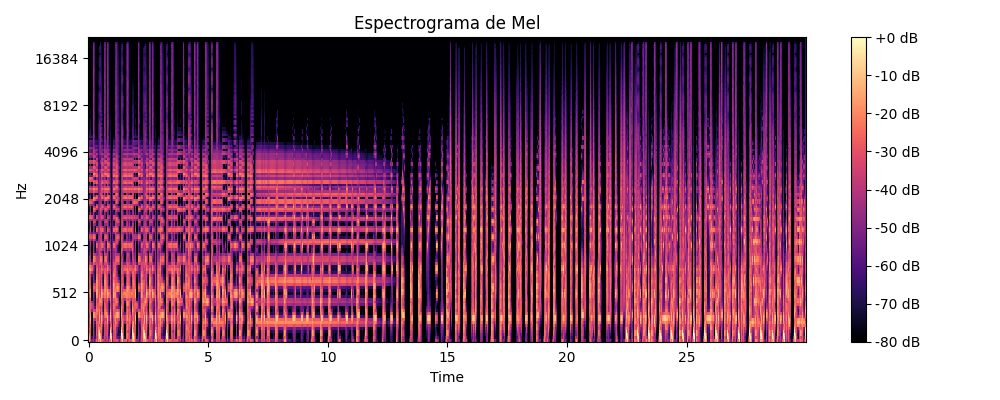 Espectrograma de Mel
Hz
16384
8192
4096
2048
1024
512
0
0 5 10 15 20 25
Time
+0 dB
-10 dB
-20 dB
-30 dB
-40 dB
-50 dB
-60 dB
-70 dB
-80 dB